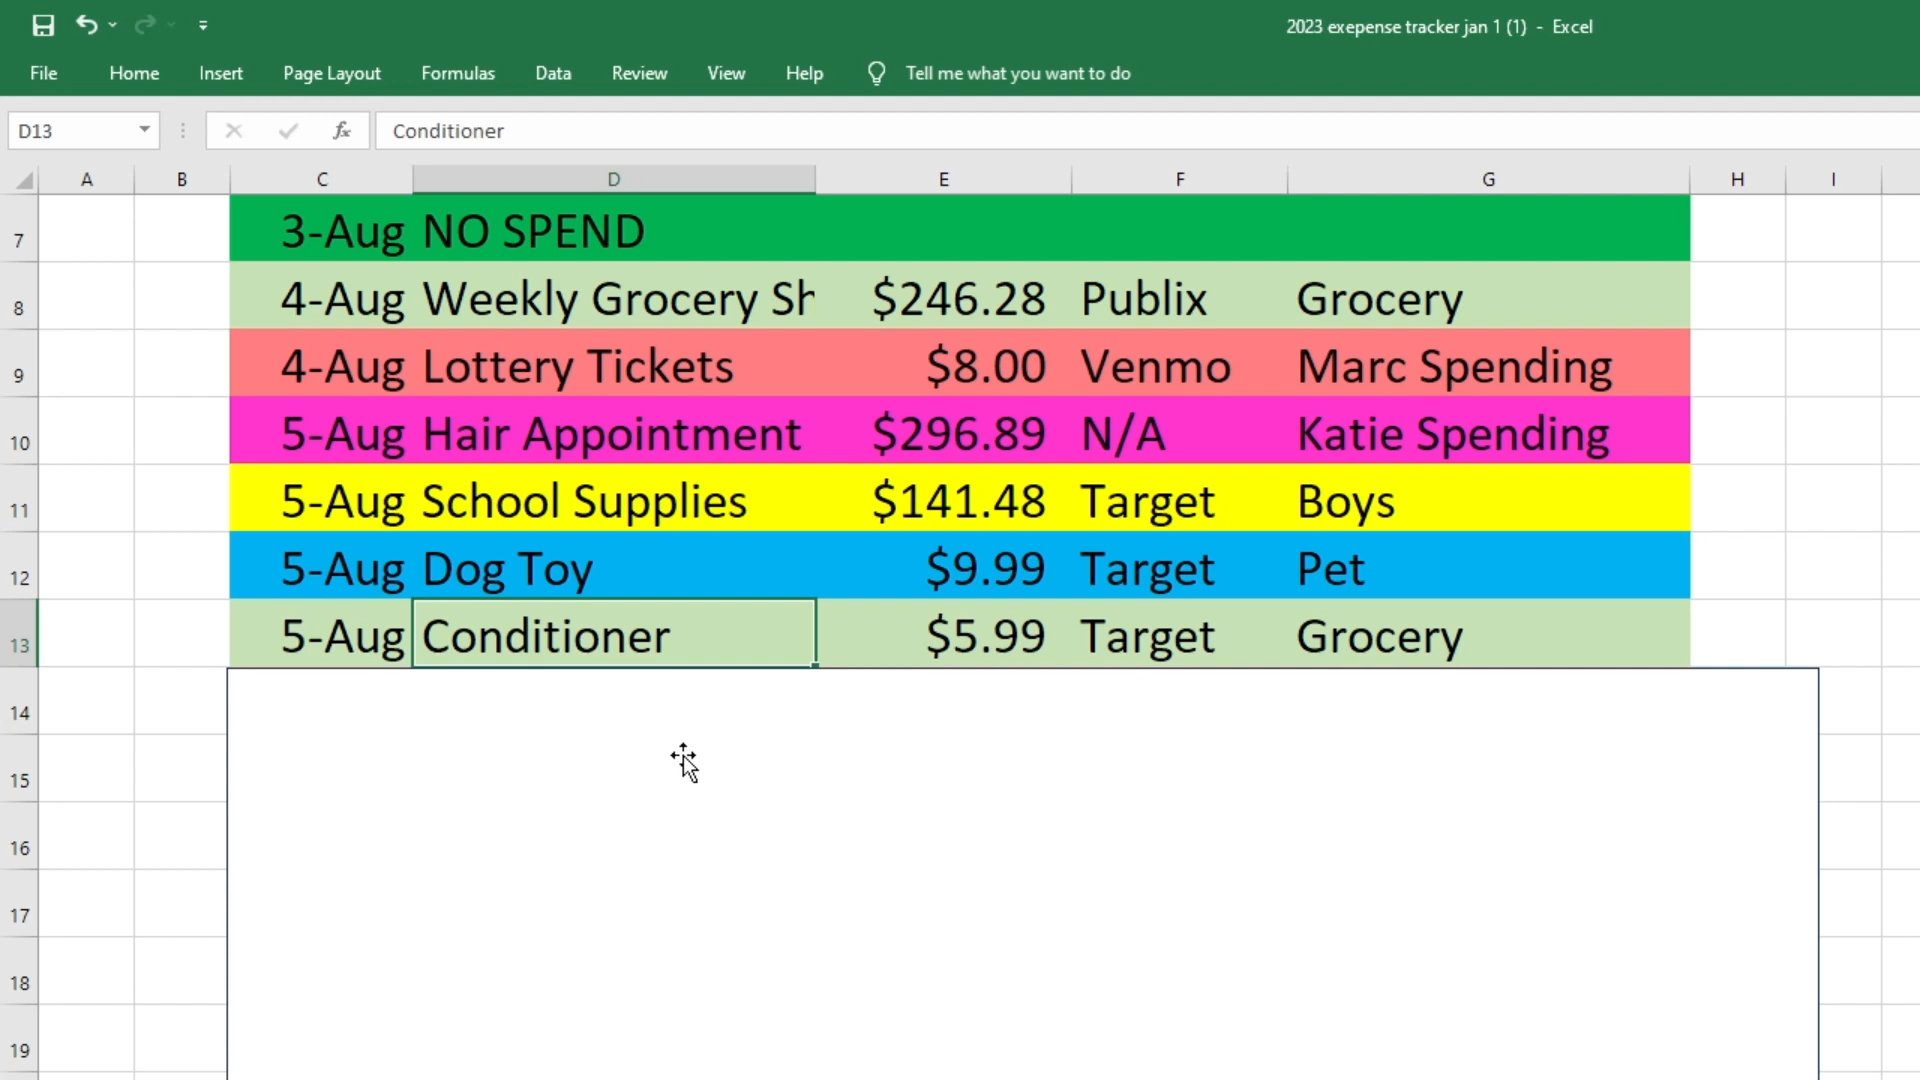 2023 exepense tracker jan 1 (1) - Excel
File Home Insert Page Layout Formulas Data Review View Help Tell me what you want to do
D13 fx Conditioner
A B C D E F G H I
7 3-Aug NO SPEND
8 4-Aug Weekly Grocery Sh $246.28 Publix Grocery
9 4-Aug Lottery Tickets $8.00 Venmo Marc Spending
10 5-Aug Hair Appointment $296.89 N/A Katie Spending
11 5-Aug School Supplies $141.48 Target Boys
12 5-Aug Dog Toy $9.99 Target Pet
13 5-Aug Conditioner $5.99 Target Grocery
14
15
16
17
18
19